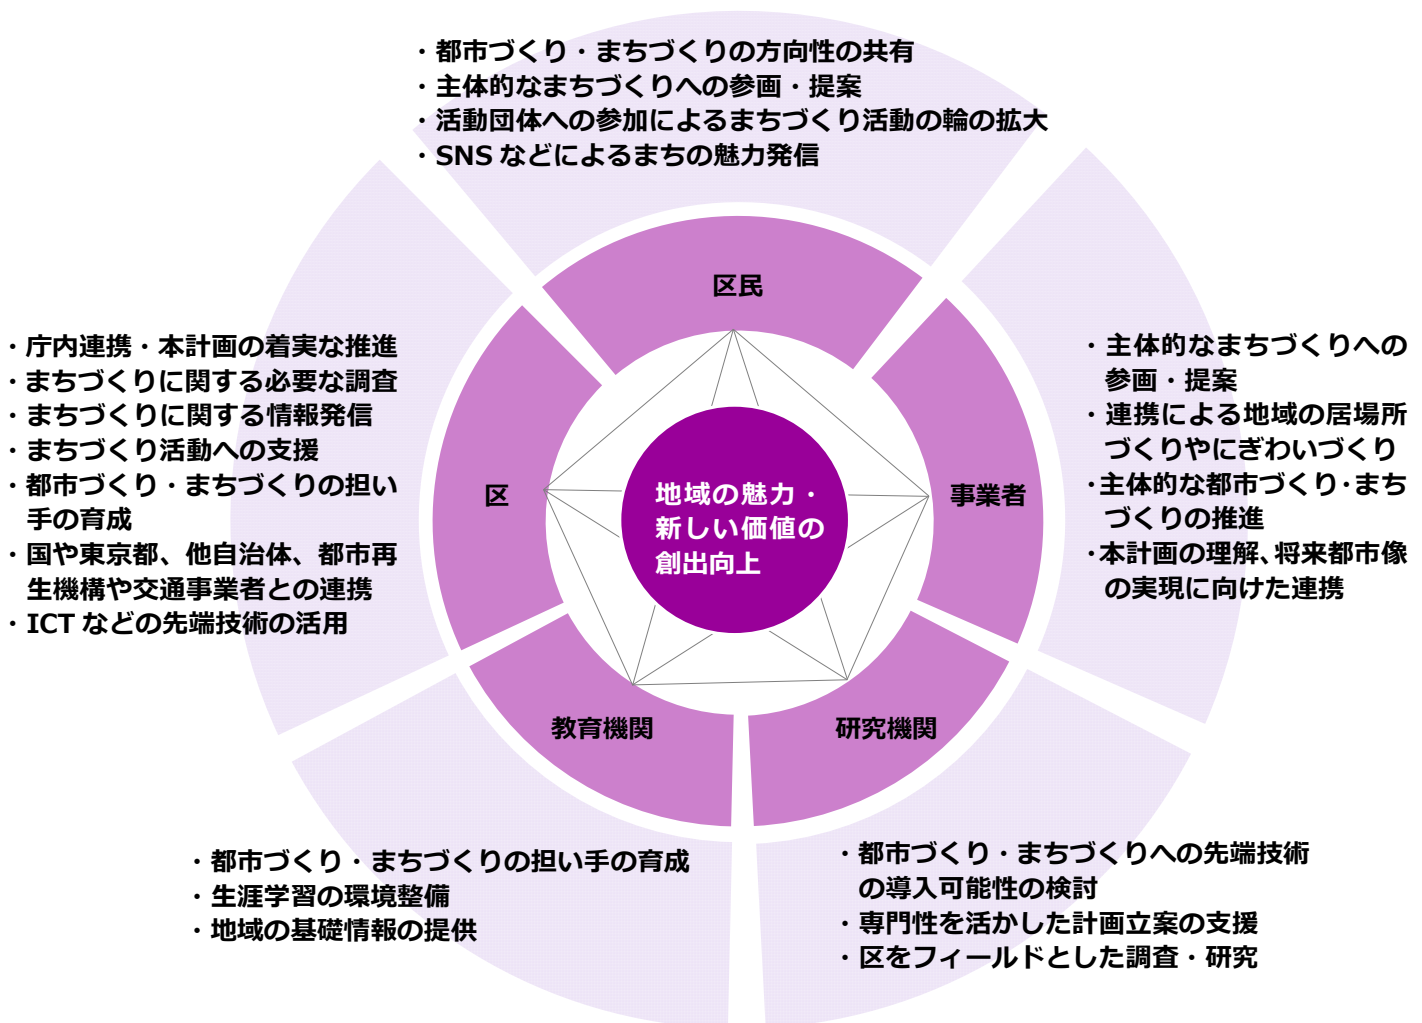 ・都市づくり・まちづくりの方向性の共有
・主体的なまちづくりへの参画・提案
・活動団体への参加によるまちづくり活動の輪の拡大
・SNS などによるまちの魅力発信
区民
・庁内連携・本計画の着実な推進
・まちづくりに関する必要な調査
・まちづくりに関する情報発信
・まちづくり活動への支援
・都市づくり・まちづくりの担い
手の育成
・国や東京都、他自治体、都市再
生機構や交通事業者との連携
・ICT などの先端技術の活用
区
地域の魅力・
新しい価値の
創出向上
事業者
・主体的なまちづくりへの
参画・提案
・連携による地域の居場所
づくりやにぎわいづくり
・主体的な都市づくり・まち
づくりの推進
・本計画の理解、将来都市像
の実現に向けた連携
教育機関
研究機関
・都市づくり・まちづくりの担い手の育成
・生涯学習の環境整備
・地域の基礎情報の提供
・都市づくり・まちづくりへの先端技術
の導入可能性の検討
・専門性を活かした計画立案の支援
・区をフィールドとした調査・研究